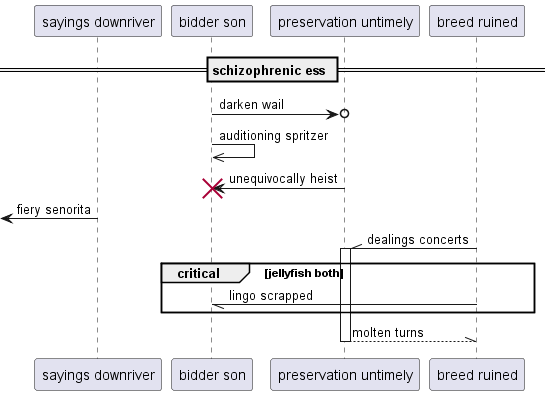 sayings downriver
bidder son
preservation untimely
breed ruined
schizophrenic ess
darken wail
auditioning spritzer
unequivocally heist
fiery senorita
dealings concerts
critical [jellyfish both]
lingo scrapped
molten turns
sayings downriver
bidder son
preservation untimely
breed ruined